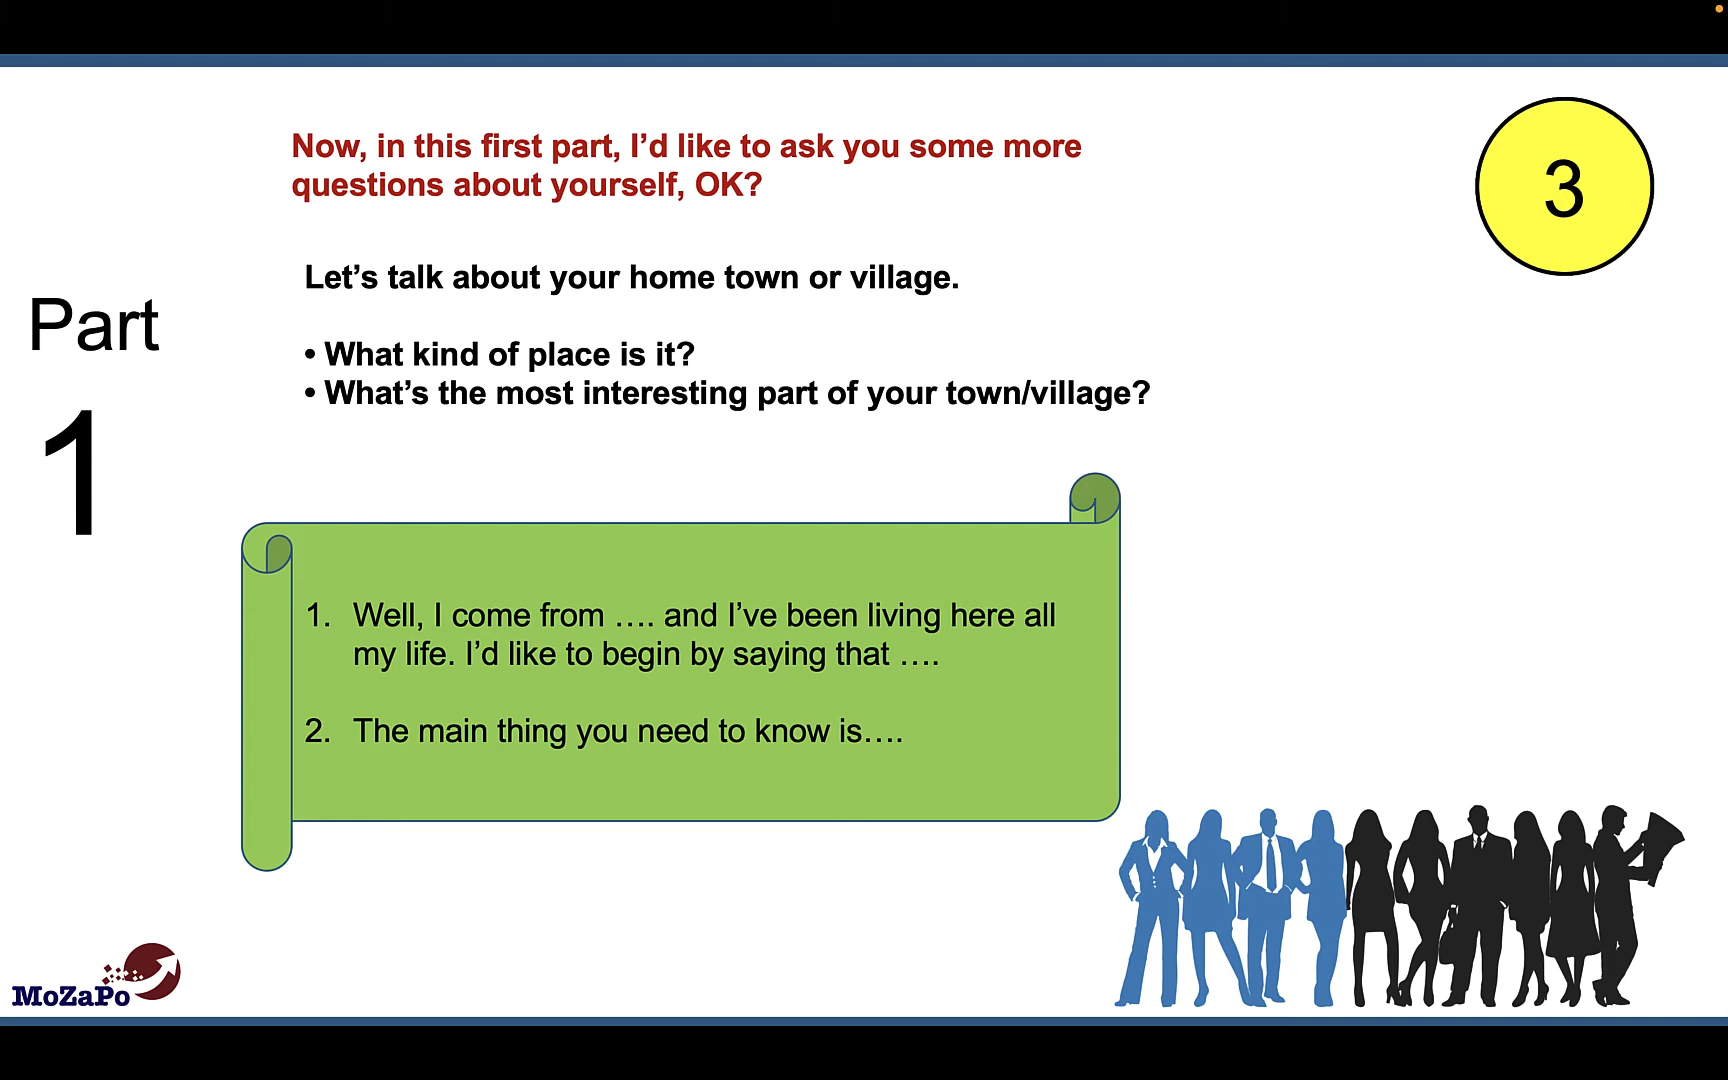 Now, in this first part, I’d like to ask you some more
questions about yourself, OK?
3
Let’s talk about your home town or village.
Part
1
• What kind of place is it?
• What’s the most interesting part of your town/village?
1. Well, I come from …. and I’ve been living here all
my life. I’d like to begin by saying that ….
2. The main thing you need to know is….
MoZaPo